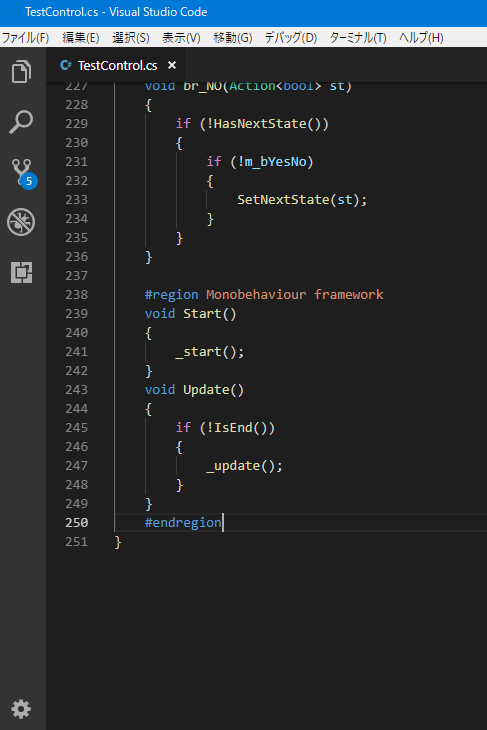 TestControl.cs - Visual Studio Code
ファイル(F) 編集(E) 選択(S) 表示(V) 移動(G) デバッグ(D) ターミナル(T) ヘルプ(H)
C# TestControl.cs ×
227 void br_NO(Action<bool> st)
228 {
229 if (!HasNextState())
230 {
231 if (!m_bYesNo)
232 {
233 SetNextState(st);
234 }
235 }
236 }
237
238 #region Monobehaviour framework
239 void Start()
240 {
241 _start();
242 }
243 void Update()
244 {
245 if (!IsEnd())
246 {
247 _update();
248 }
249 }
250 #endregion
251 }
5